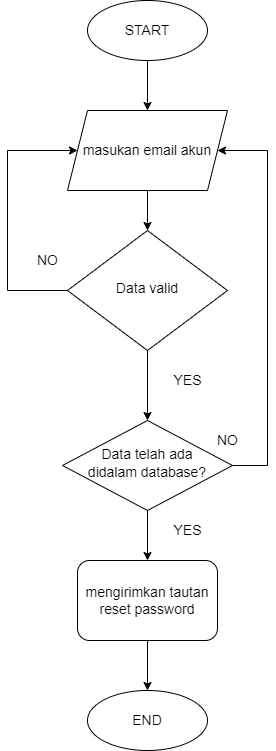 START
masukan email akun
NO
Data valid
YES
Data telah ada
didalam database?
NO
YES
mengirimkan tautan
reset password
END